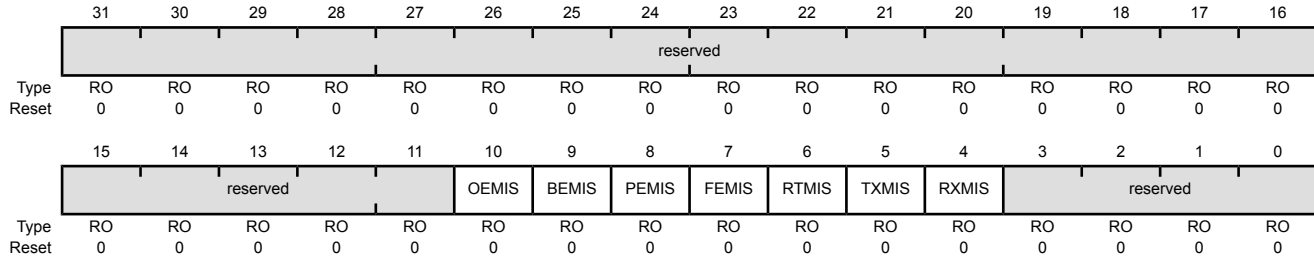 31 30 29 28 27 26 25 24 23 22 21 20 19 18 17 16
reserved
Type RO RO RO RO RO RO RO RO RO RO RO RO RO RO RO RO
Reset 0 0 0 0 0 0 0 0 0 0 0 0 0 0 0 0
15 14 13 12 11 10 9 8 7 6 5 4 3 2 1 0
reserved OEMIS BEMIS PEMIS FEMIS RTMIS TXMIS RXMIS reserved
Type RO RO RO RO RO RO RO RO RO RO RO RO RO RO RO RO
Reset 0 0 0 0 0 0 0 0 0 0 0 0 0 0 0 0